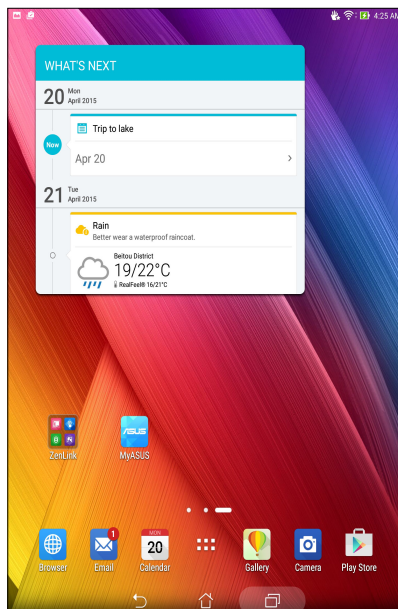 4:25 AM
WHAT'S NEXT
20 Mon
April 2015
Now
Trip to lake
Apr 20
21 Tue
April 2015
Rain
Better wear a waterproof raincoat.
Beitou District
19/22°C
RealFeel® 16/21°C
ZenLink
/SUS
MyASUS
1
MON
20
Browser
Email
Calendar
Gallery
Camera
Play Store